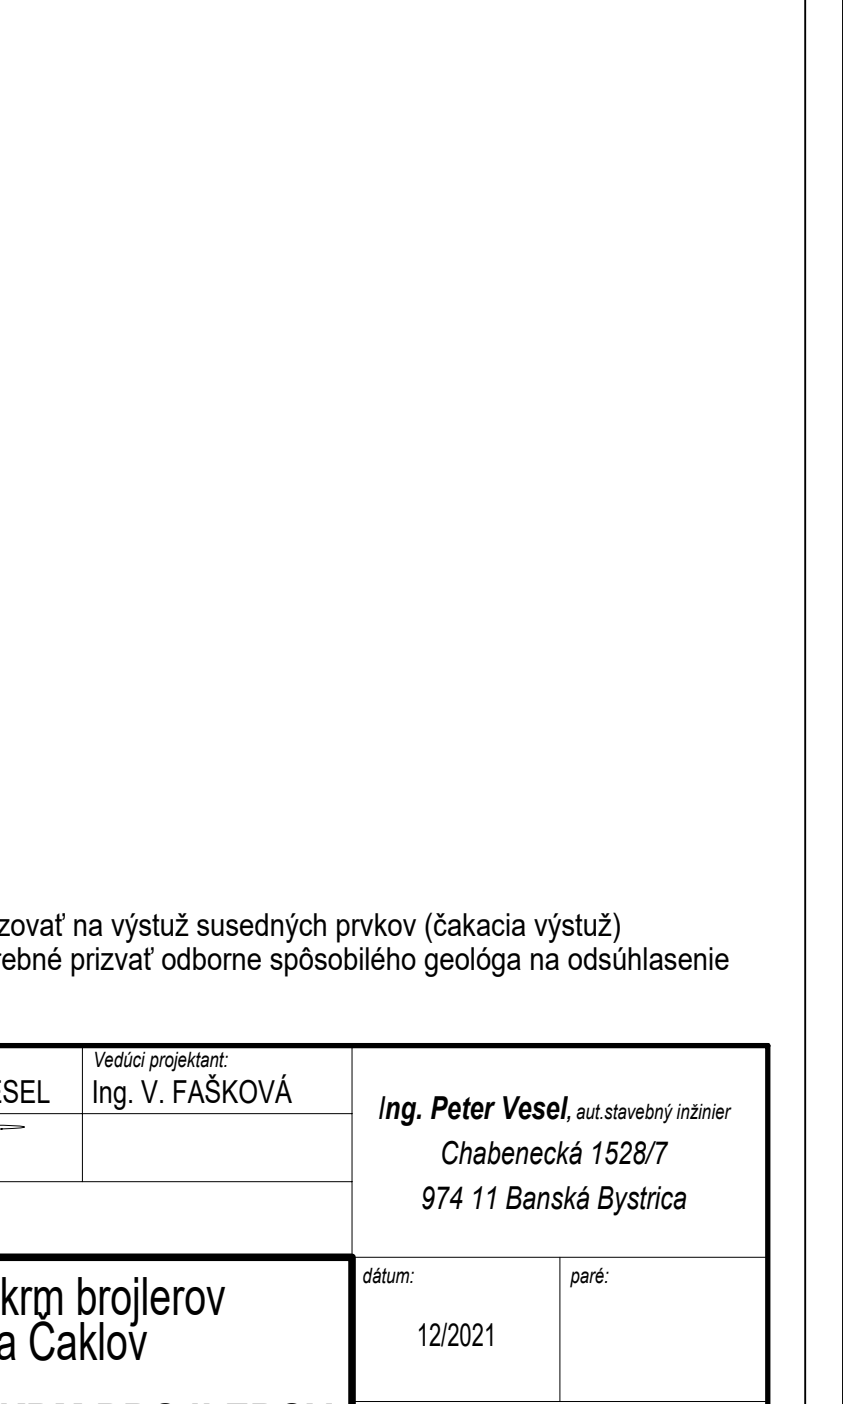 zovať na výstuž susedných prvkov (čakacia výstuž)
rebné prizvať odborne spôsobilého geológa na odsúhlasenie
Vedúci projektant:
ESEL
Ing. V. FAŠKOVÁ
Ing. Peter Vesel, aut.stavebný inžinier
Chabenecká 1528/7
974 11 Banská Bystrica
krm brojlerov
a Čaklov
dátum:
paré:
12/2021